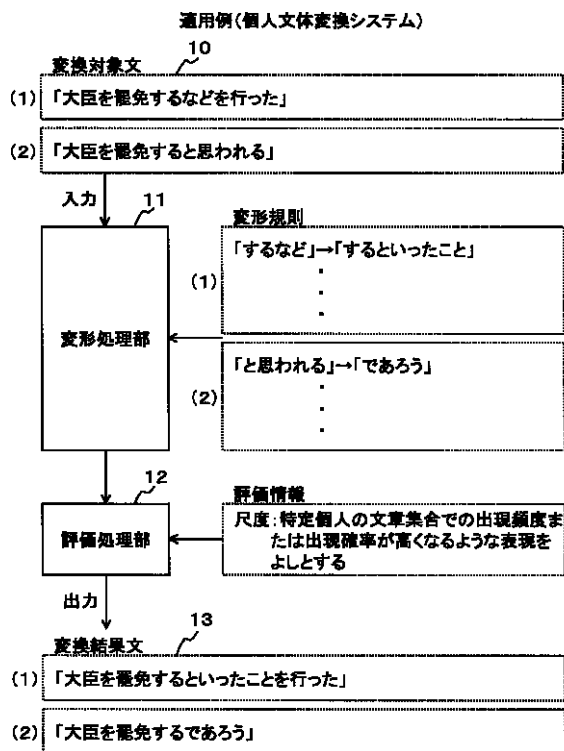 適用例(個人文体変換システム)
10
変換対象文
(1)「大臣を罷免するなどを行った」
(2)「大臣を罷免すると思われる」
入力
11
変形規則
「するなど」→「するといったこと」
・
・
・
(1)
変形処理部
「と思われる」→「であろう」
・
・
・
(2)
12
評価情報
評価処理部
尺度:特定個人の文章集合での出現頻度ま
たは出現確率が高くなるような表現を
よしとする
出力
13
変換結果文
(1)「大臣を罷免するといったことを行った」
(2)「大臣を罷免するであろう」